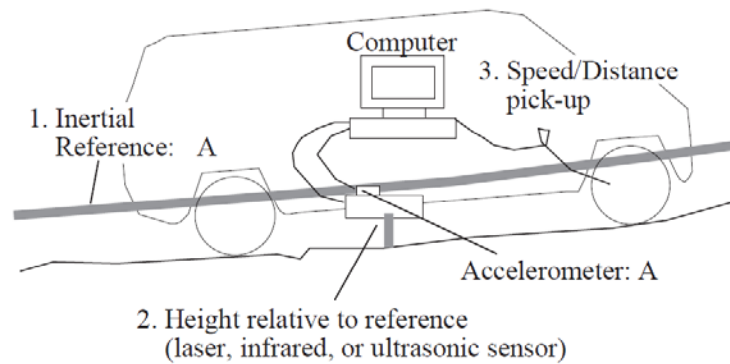 Computer
3. Speed/Distance
pick-up
1. Inertial
Reference: A
Accelerometer: A
2. Height relative to reference
(laser, infrared, or ultrasonic sensor)